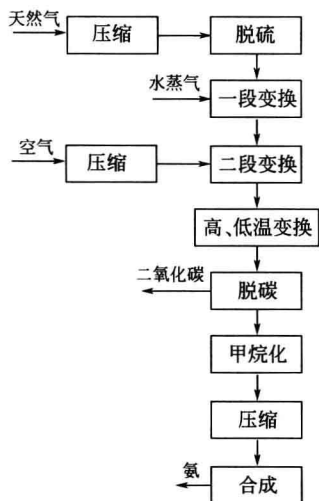 天然气
压缩
脱硫
水蒸气
一段变换
空气
压缩
二段变换
高、低温变换
二氧化碳
脱碳
甲烷化
压缩
氨
合成